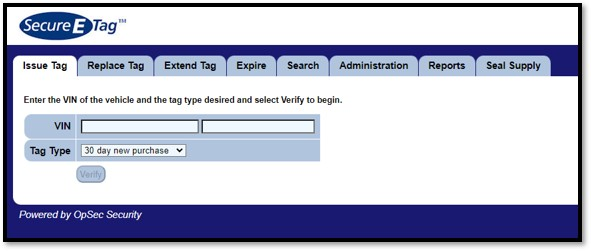 Secure E Tag™
Issue Tag Replace Tag Extend Tag Expire Search Administration Reports Seal Supply
Enter the VIN of the vehicle and the tag type desired and select Verify to begin.
VIN
Tag Type 30 day new purchase
Verify
Powered by OpSec Security